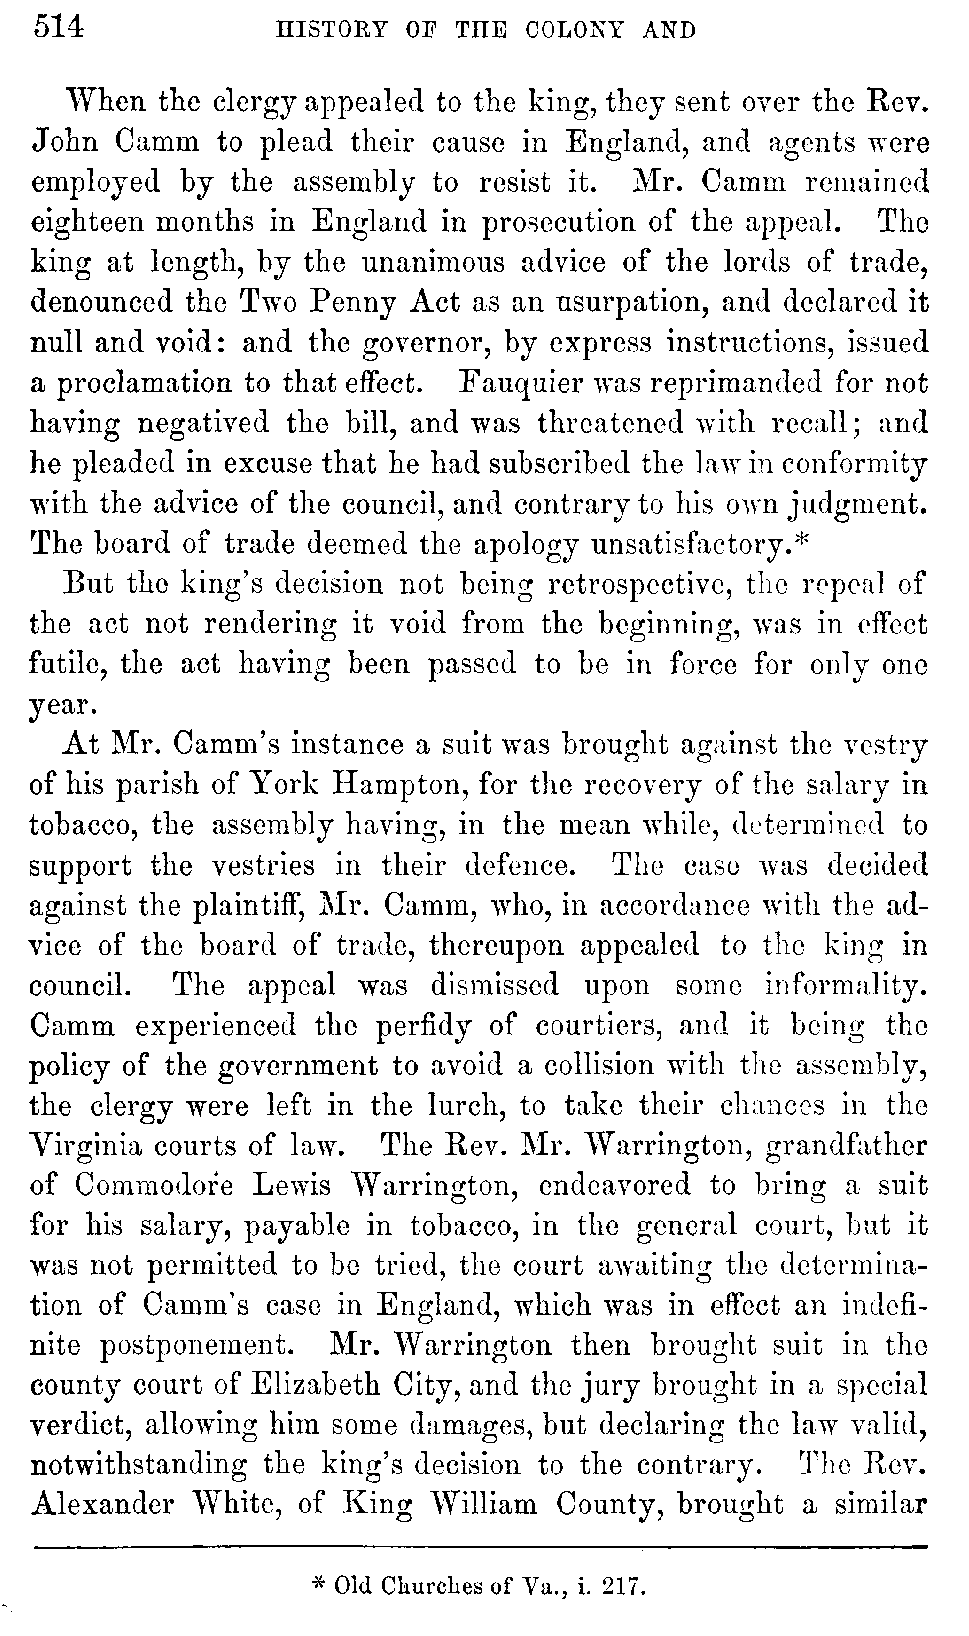 514 HISTORY OF THE COLONY AND
When the clergy appealed to the king, they sent over the Rev.
John Camm to plead their cause in England, and agents were
employed by the assembly to resist it. Mr. Camm remained
eighteen months in England in prosecution of the appeal. The
king at length, by the unanimous advice of the lords of trade,
denounced the Two Penny Act as an usurpation, and declared it
null and void: and the governor, by express instructions, issued
a proclamation to that effect. Fauquier was reprimanded for not
having negatived the bill, and was threatened with recall; and
he pleaded in excuse that he had subscribed the law in conformity
with the advice of the council, and contrary to his own judgment.
The board of trade deemed the apology unsatisfactory.*
But the king's decision not being retrospective, the repeal of
the act not rendering it void from the beginning, was in effect
futile, the act having been passed to be in force for only one
year.
At Mr. Camm's instance a suit was brought against the vestry
of his parish of York Hampton, for the recovery of the salary in
tobacco, the assembly having, in the mean while, determined to
support the vestries in their defence. The case was decided
against the plaintiff, Mr. Camm, who, in accordance with the ad-
vice of the board of trade, thereupon appealed to the king in
council. The appeal was dismissed upon some informality.
Camm experienced the perfidy of courtiers, and it being the
policy of the government to avoid a collision with the assembly,
the clergy were left in the lurch, to take their chances in the
Virginia courts of law. The Rev. Mr. Warrington, grandfather
of Commodore Lewis Warrington, endeavored to bring a suit
for his salary, payable in tobacco, in the general court, but it
was not permitted to be tried, the court awaiting the determina-
tion of Camm's case in England, which was in effect an indefi-
nite postponement. Mr. Warrington then brought suit in the
county court of Elizabeth City, and the jury brought in a special
verdict, allowing him some damages, but declaring the law valid,
notwithstanding the king's decision to the contrary. The Rev.
Alexander White, of King William County, brought a similar
* Old Churches of Va., i. 217.